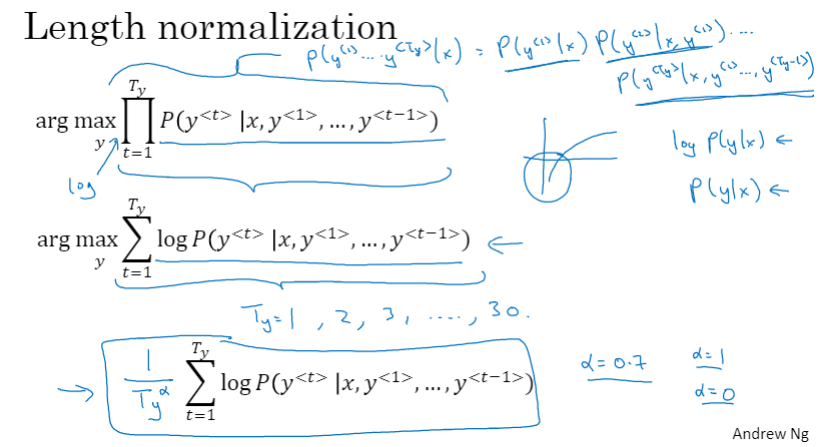 Length normalization
P(y<1> ... y<Ty>|x) = P(y<1>|x) P(y<2>|x, y<1>) ...
P(y<Ty>|x, y<1> ..., y<Ty-1>)
arg max y ∏ t=1 Ty P(y<t> |x, y<1>, ..., y<t−1>)
log
log P(y|x) ←
P(y|x) ←
arg max y ∑ t=1 Ty log P(y<t> |x, y<1>, ..., y<t−1>) ←
Ty=1, 2, 3, ...., 30.
→ 1/Ty^α ∑ t=1 Ty log P(y<t> |x, y<1>, ..., y<t−1>)
α=0.7 α=1
α=0
Andrew Ng